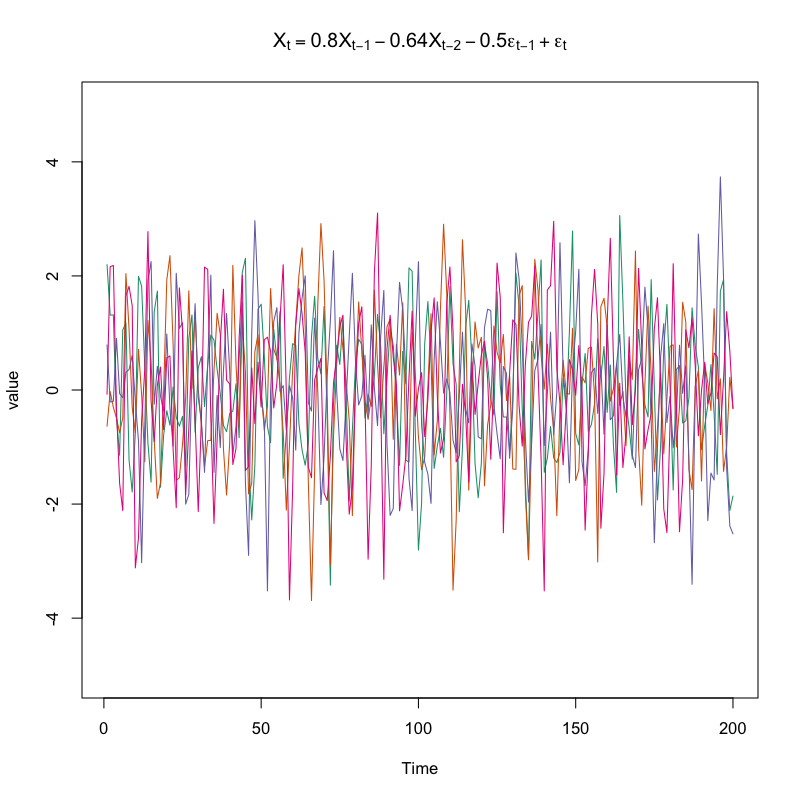 Xₜ = 0.8Xₜ₋₁ − 0.64Xₜ₋₂ − 0.5εₜ₋₁ + εₜ
4
2
0
-2
-4
value
0 50 100 150 200
Time